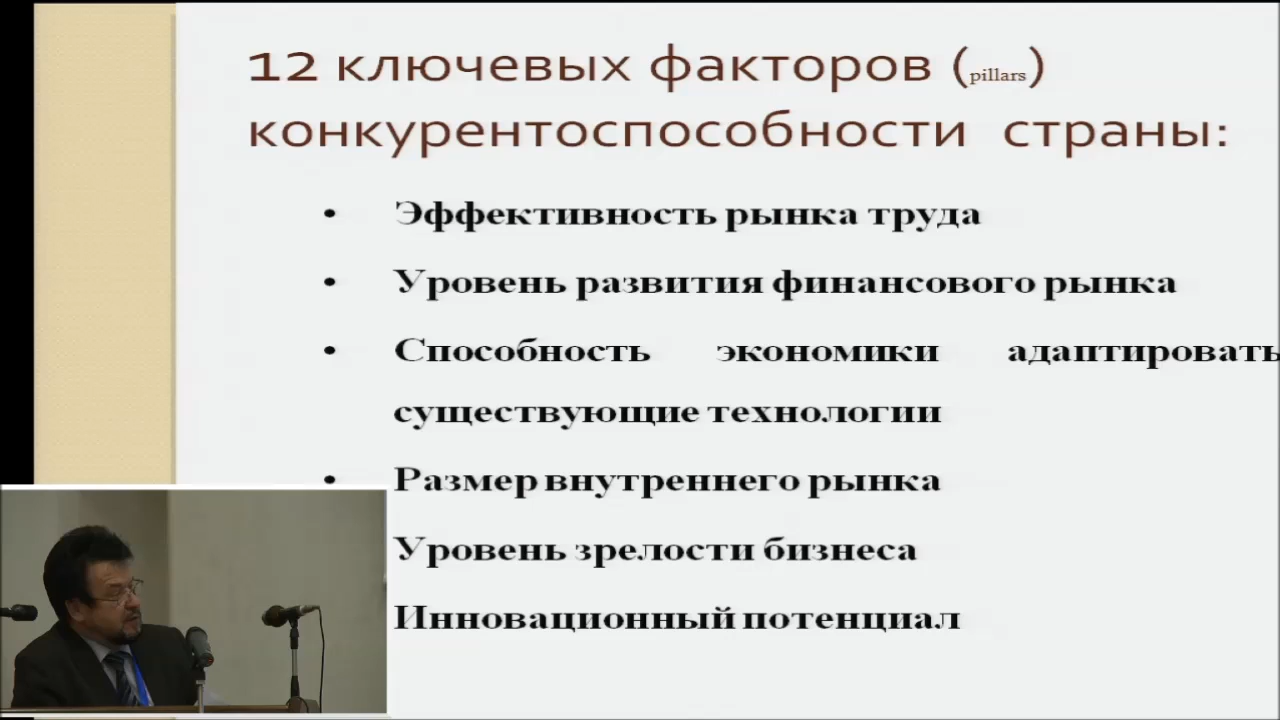 12 ключевых факторов (pillars)
конкурентоспособности страны:
• Эффективность рынка труда
• Уровень развития финансового рынка
• Способность экономики адаптировать
существующие технологии
• Размер внутреннего рынка
Уровень зрелости бизнеса
Инновационный потенциал